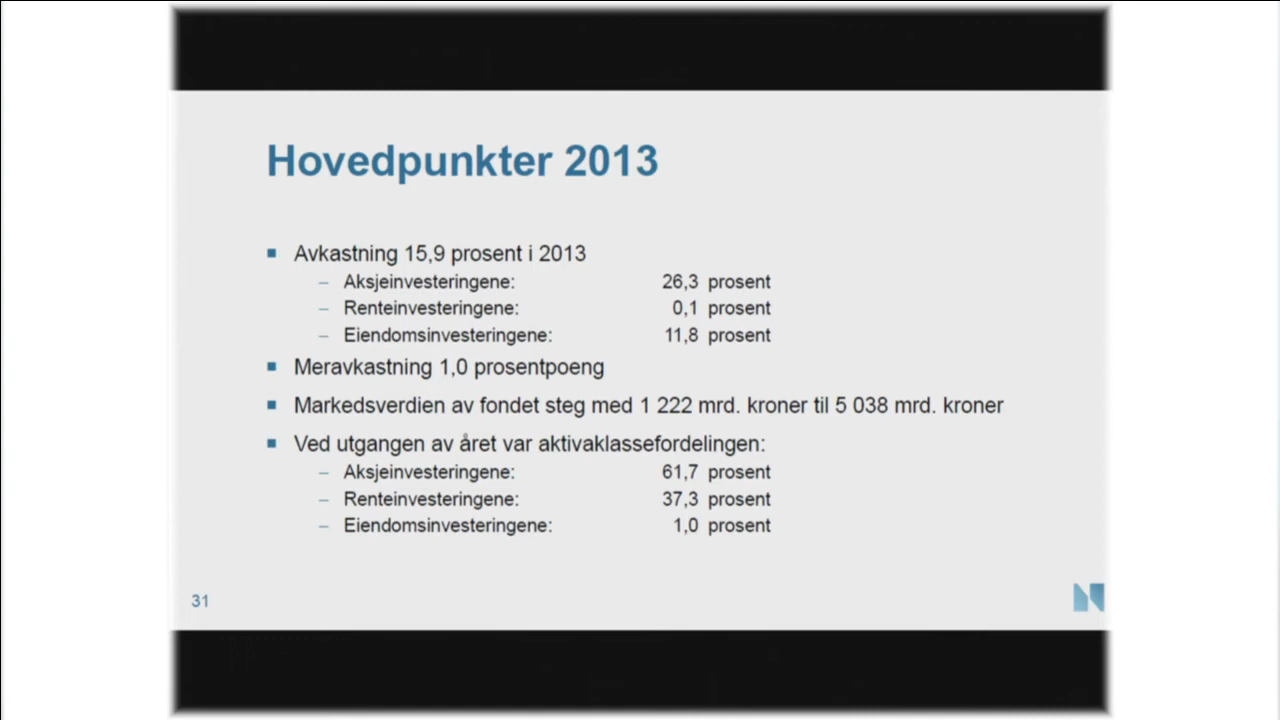 Hovedpunkter 2013
Avkastning 15,9 prosent i 2013
– Aksjeinvesteringene: 26,3 prosent
– Renteinvesteringene: 0,1 prosent
– Eiendomsinvesteringene: 11,8 prosent
Meravkastning 1,0 prosentpoeng
Markedsverdien av fondet steg med 1 222 mrd. kroner til 5 038 mrd. kroner
Ved utgangen av året var aktivaklassefordelingen:
– Aksjeinvesteringene: 61,7 prosent
– Renteinvesteringene: 37,3 prosent
– Eiendomsinvesteringene: 1,0 prosent
31